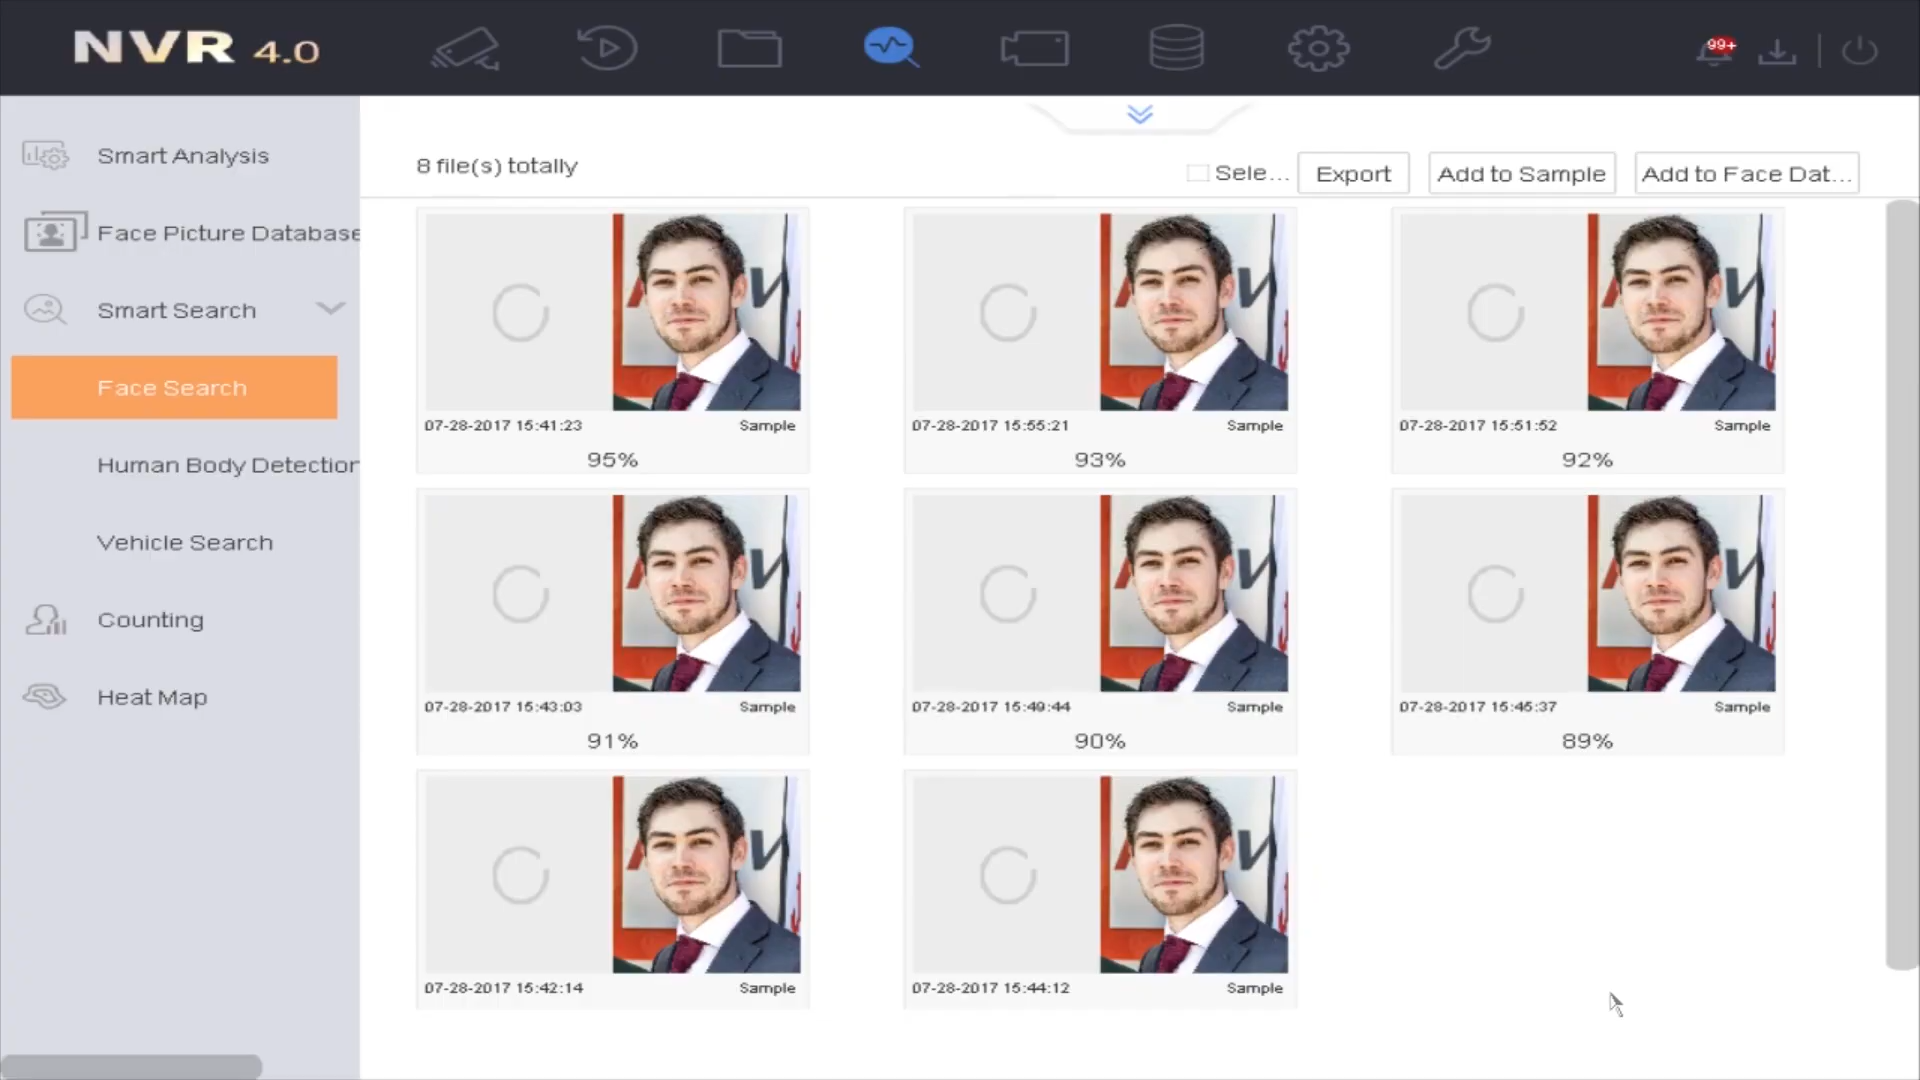 NVR 4.0
99+
Smart Analysis
Face Picture Database
Smart Search
Face Search
Human Body Detection
Vehicle Search
Counting
Heat Map
8 file(s) totally
Sele... Export Add to Sample Add to Face Dat...
07-28-2017 15:41:23 Sample
95%
07-28-2017 15:55:21 Sample
93%
07-28-2017 15:51:52 Sample
92%
07-28-2017 15:43:03 Sample
91%
07-28-2017 15:49:44 Sample
90%
07-28-2017 15:45:37 Sample
89%
07-28-2017 15:42:14 Sample
07-28-2017 15:44:12 Sample